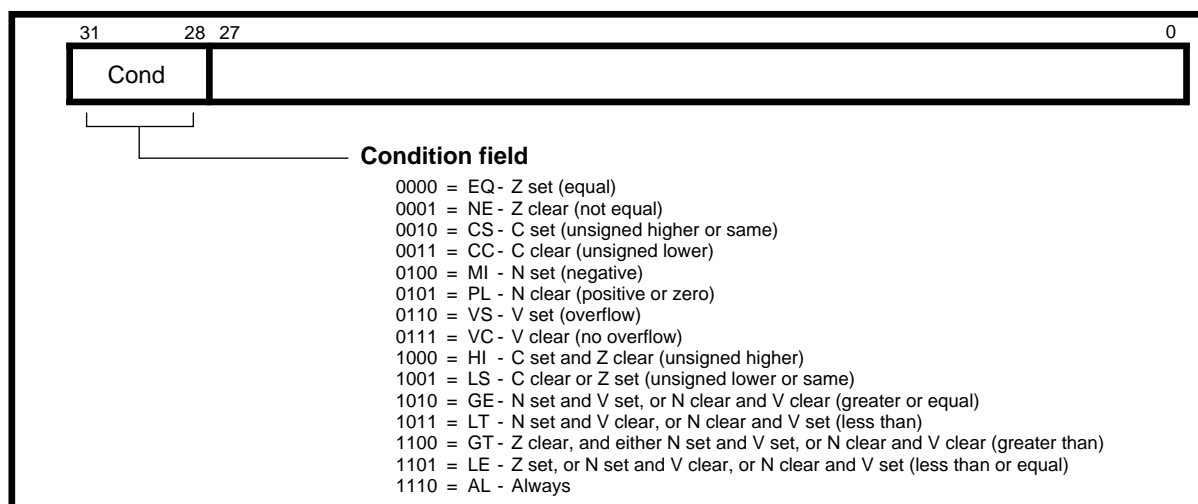 31 28 27 0
Cond
Condition field
0000 = EQ - Z set (equal)
0001 = NE - Z clear (not equal)
0010 = CS - C set (unsigned higher or same)
0011 = CC - C clear (unsigned lower)
0100 = MI - N set (negative)
0101 = PL - N clear (positive or zero)
0110 = VS - V set (overflow)
0111 = VC - V clear (no overflow)
1000 = HI - C set and Z clear (unsigned higher)
1001 = LS - C clear or Z set (unsigned lower or same)
1010 = GE - N set and V set, or N clear and V clear (greater or equal)
1011 = LT - N set and V clear, or N clear and V set (less than)
1100 = GT - Z clear, and either N set and V set, or N clear and V clear (greater than)
1101 = LE - Z set, or N set and V clear, or N clear and V set (less than or equal)
1110 = AL - Always